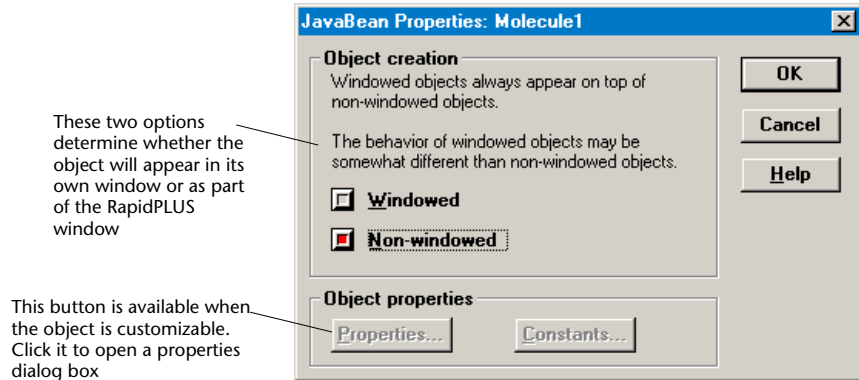 JavaBean Properties: Molecule1
Object creation
Windowed objects always appear on top of
non-windowed objects.
The behavior of windowed objects may be
somewhat different than non-windowed objects.
Windowed
Non-windowed
OK
Cancel
Help
Object properties
Properties...
Constants...
These two options
determine whether the
object will appear in its
own window or as part
of the RapidPLUS
window
This button is available when
the object is customizable.
Click it to open a properties
dialog box